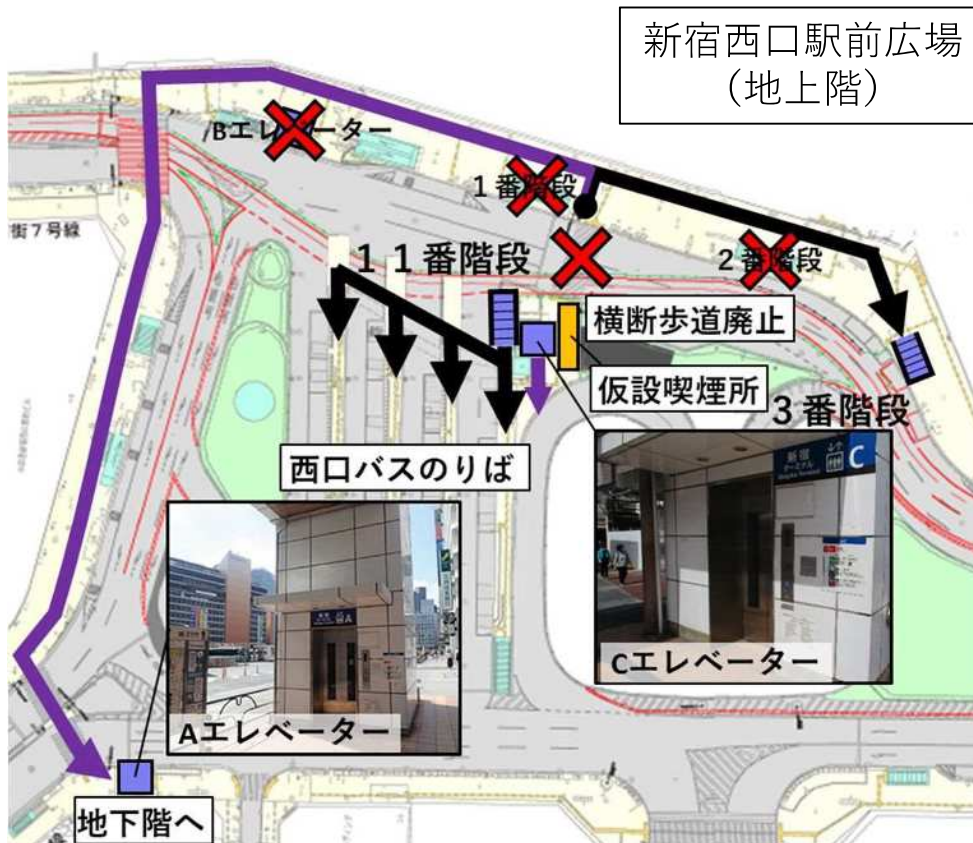 新宿西口駅前広場
（地上階）
Bエレベーター
1番階段
街7号線
11番階段
2番階段
横断歩道廃止
仮設喫煙所
3番階段
西口バスのりば
新宿
C
A
Cエレベーター
Aエレベーター
地下階へ